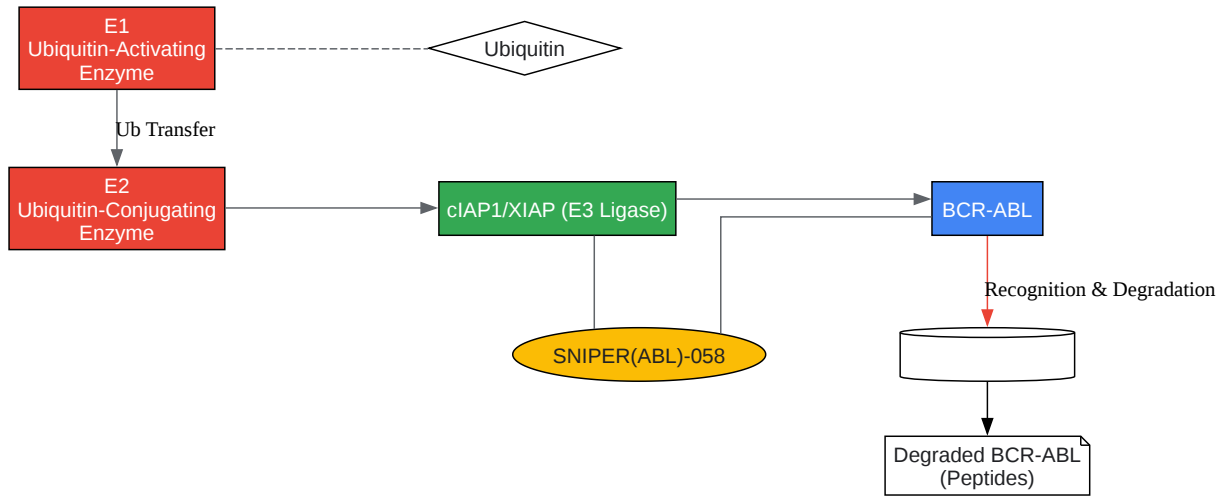 E1
Ubiquitin-Activating
Enzyme
Ubiquitin
Ub Transfer
E2
Ubiquitin-Conjugating
Enzyme
cIAP1/XIAP (E3 Ligase)
BCR-ABL
Recognition & Degradation
SNIPER(ABL)-058
Degraded BCR-ABL
(Peptides)